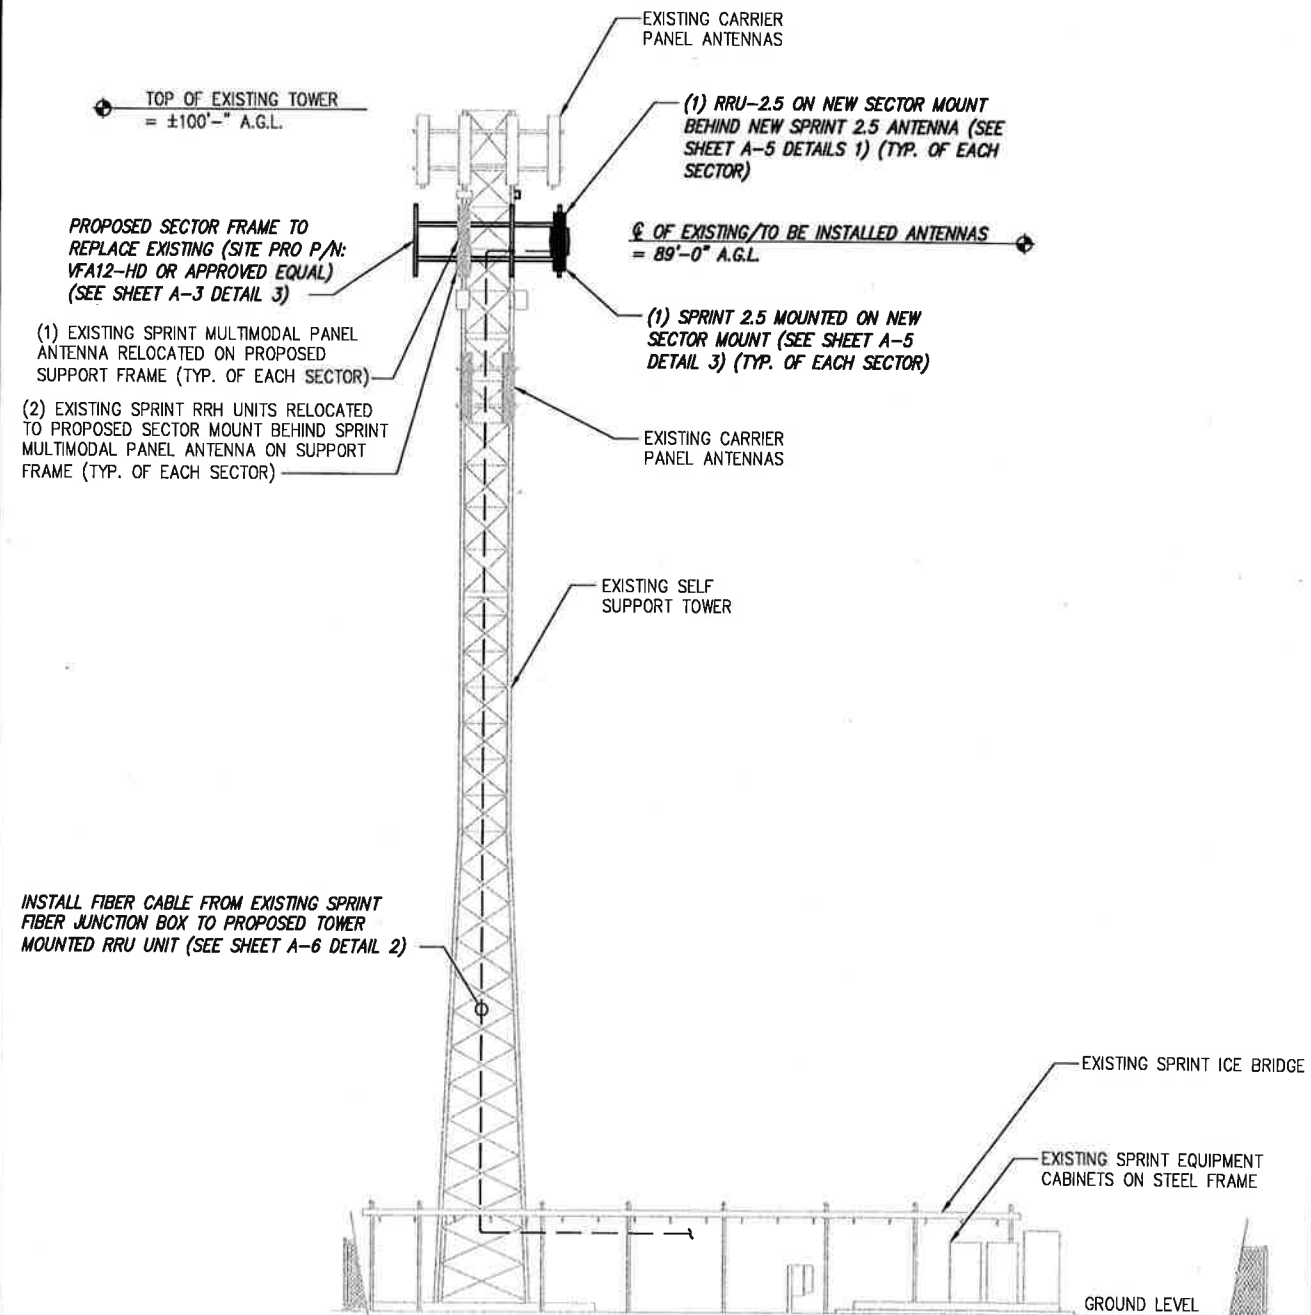 EXISTING CARRIER
PANEL ANTENNAS
TOP OF EXISTING TOWER
= ±100'-" A.G.L.
(1) RRU-2.5 ON NEW SECTOR MOUNT
BEHIND NEW SPRINT 2.5 ANTENNA (SEE
SHEET A-5 DETAILS 1) (TYP. OF EACH
SECTOR)
PROPOSED SECTOR FRAME TO
REPLACE EXISTING (SITE PRO P/N:
VFA12-HD OR APPROVED EQUAL)
(SEE SHEET A-3 DETAIL 3)
℄ OF EXISTING/TO BE INSTALLED ANTENNAS
= 89'-0" A.G.L.
(1) EXISTING SPRINT MULTIMODAL PANEL
ANTENNA RELOCATED ON PROPOSED
SUPPORT FRAME (TYP. OF EACH SECTOR)
(1) SPRINT 2.5 MOUNTED ON NEW
SECTOR MOUNT (SEE SHEET A-5
DETAIL 3) (TYP. OF EACH SECTOR)
(2) EXISTING SPRINT RRH UNITS RELOCATED
TO PROPOSED SECTOR MOUNT BEHIND SPRINT
MULTIMODAL PANEL ANTENNA ON SUPPORT
FRAME (TYP. OF EACH SECTOR)
EXISTING CARRIER
PANEL ANTENNAS
EXISTING SELF
SUPPORT TOWER
INSTALL FIBER CABLE FROM EXISTING SPRINT
FIBER JUNCTION BOX TO PROPOSED TOWER
MOUNTED RRU UNIT (SEE SHEET A-6 DETAIL 2)
EXISTING SPRINT ICE BRIDGE
EXISTING SPRINT EQUIPMENT
CABINETS ON STEEL FRAME
GROUND LEVEL